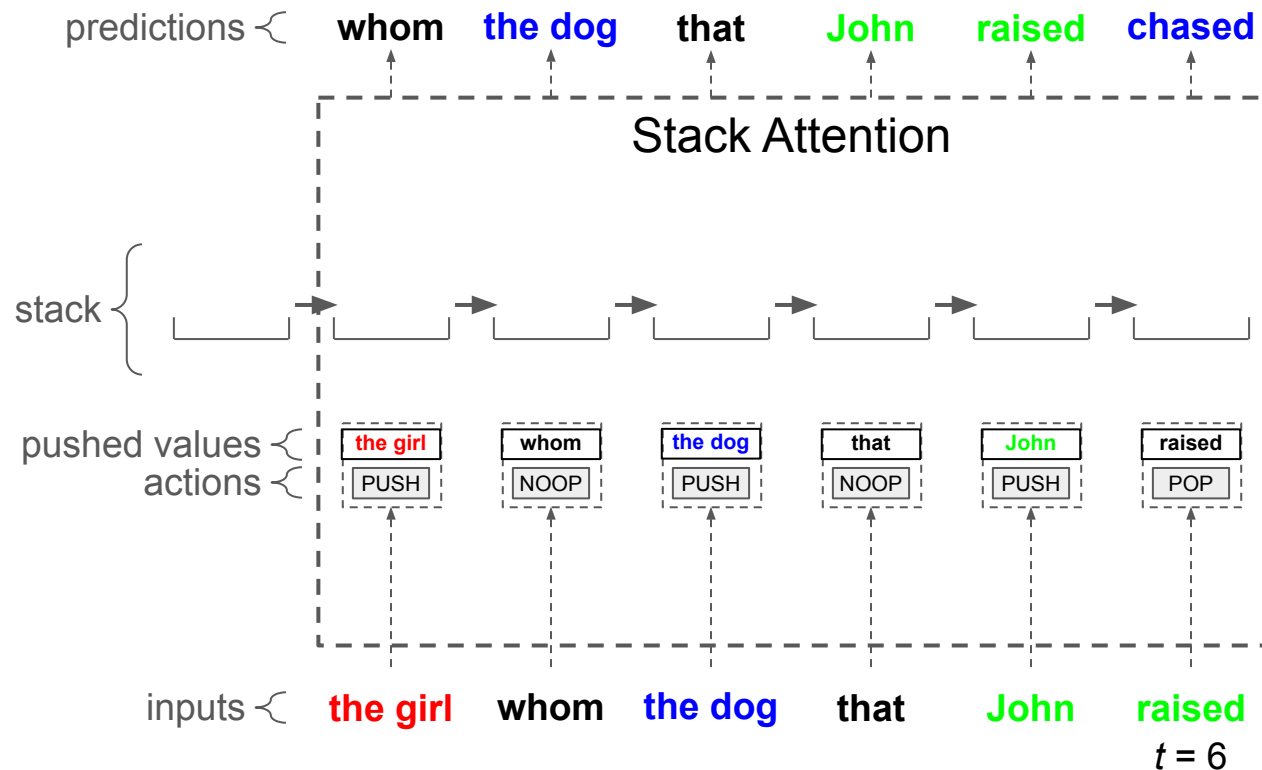 predictions whom the dog that John raised chased
Stack Attention
stack
pushed values the girl whom the dog that John raised
actions PUSH NOOP PUSH NOOP PUSH POP
inputs the girl whom the dog that John raised
t = 6